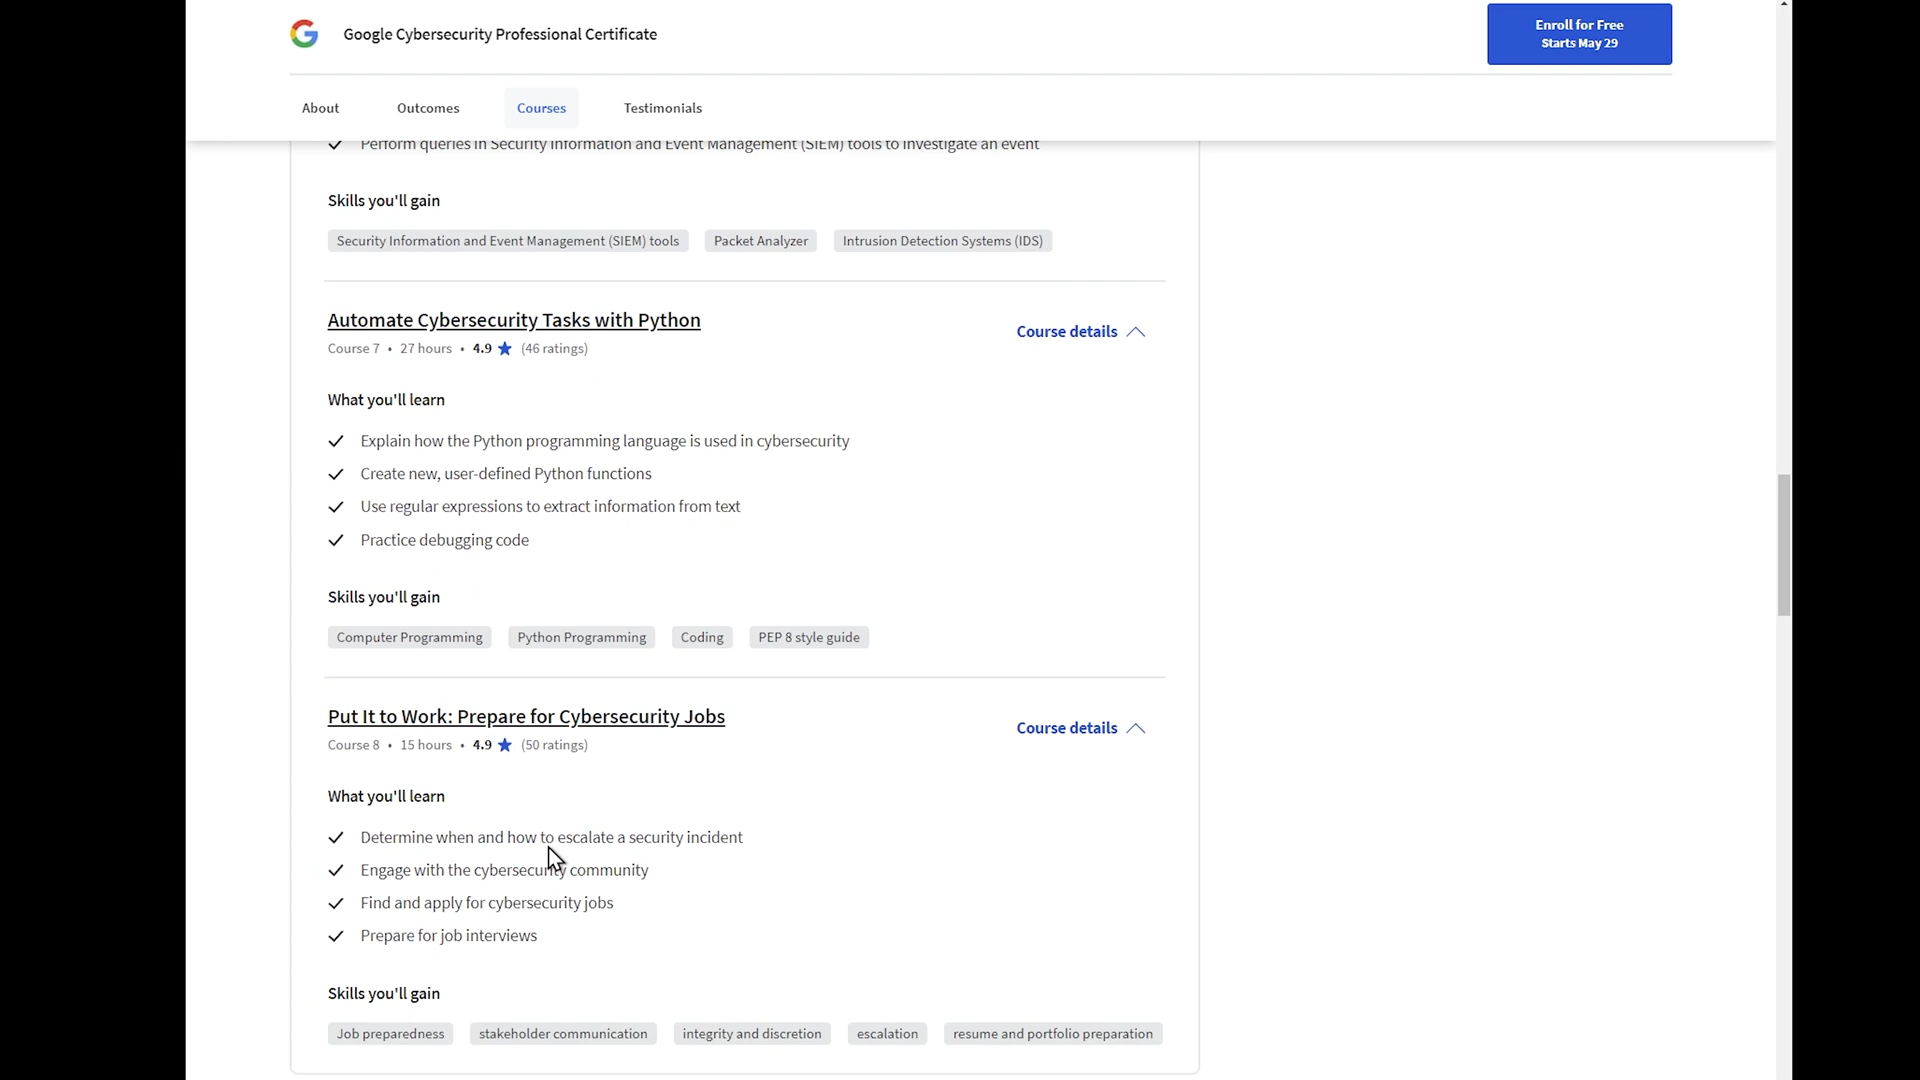 Google Cybersecurity Professional Certificate
Enroll for Free
Starts May 29
About Outcomes Courses Testimonials
Perform queries in Security Information and Event Management (SIEM) tools to investigate an event
Skills you'll gain
Security Information and Event Management (SIEM) tools Packet Analyzer Intrusion Detection Systems (IDS)
Automate Cybersecurity Tasks with Python
Course details
Course 7 • 27 hours • 4.9 ★ (46 ratings)
What you'll learn
Explain how the Python programming language is used in cybersecurity
Create new, user-defined Python functions
Use regular expressions to extract information from text
Practice debugging code
Skills you'll gain
Computer Programming Python Programming Coding PEP 8 style guide
Put It to Work: Prepare for Cybersecurity Jobs
Course details
Course 8 • 15 hours • 4.9 ★ (50 ratings)
What you'll learn
Determine when and how to escalate a security incident
Engage with the cybersecurity community
Find and apply for cybersecurity jobs
Prepare for job interviews
Skills you'll gain
Job preparedness stakeholder communication integrity and discretion escalation resume and portfolio preparation